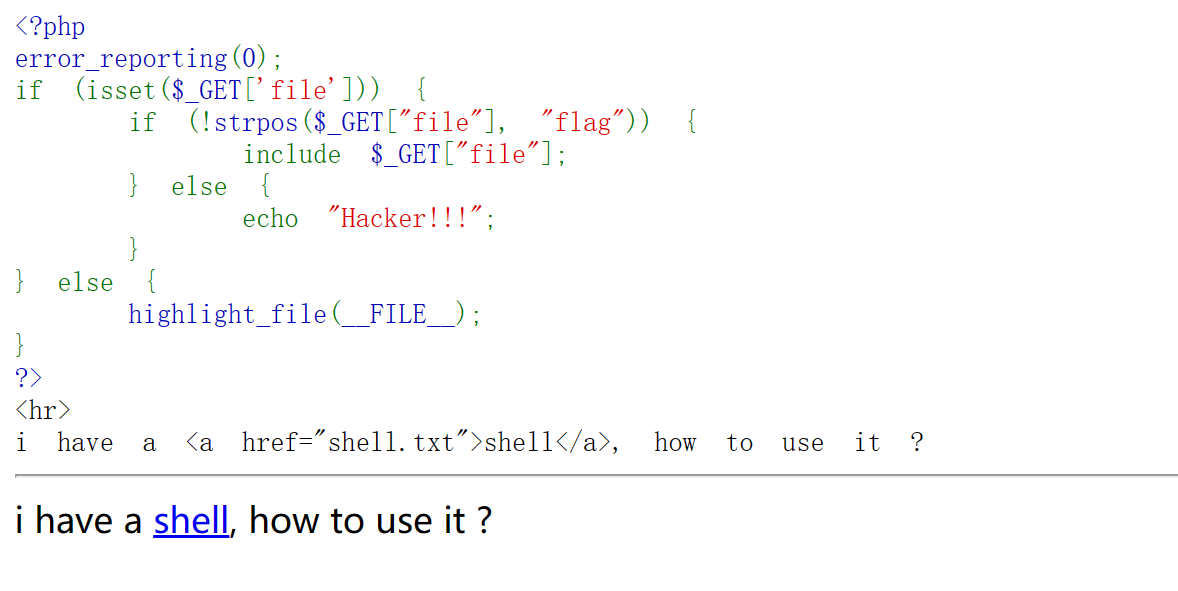 <?php
error_reporting(0);
if (isset($_GET['file'])) {
if (!strpos($_GET["file"], "flag")) {
include $_GET["file"];
} else {
echo "Hacker!!!";
}
} else {
highlight_file(__FILE__);
}
?>
<hr>
i have a <a href="shell.txt">shell</a>, how to use it ?
i have a shell, how to use it ?